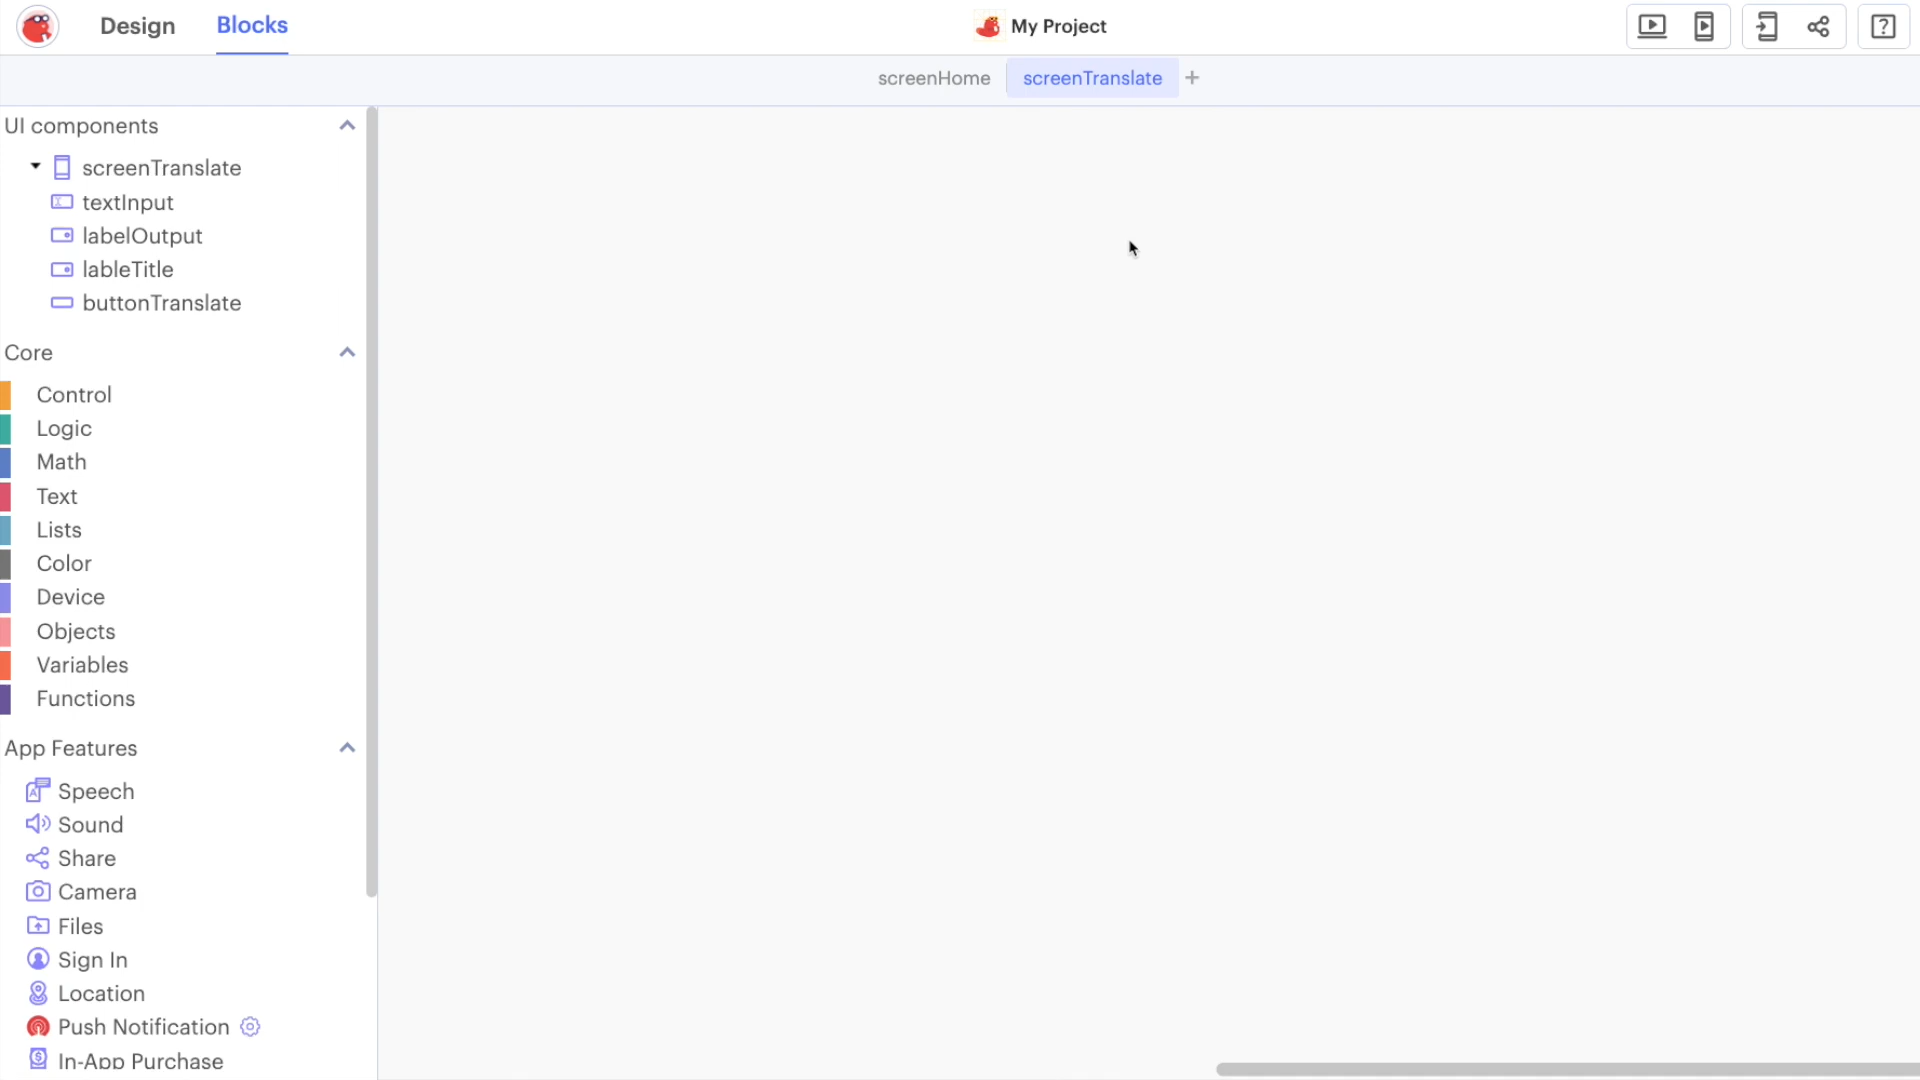 Design
Blocks
My Project
screenHome
screenTranslate
+
UI components
screenTranslate
textInput
labelOutput
lableTitle
buttonTranslate
Core
Control
Logic
Math
Text
Lists
Color
Device
Objects
Variables
Functions
App Features
Speech
Sound
Share
Camera
Files
Sign In
Location
Push Notification
In-App Purchase